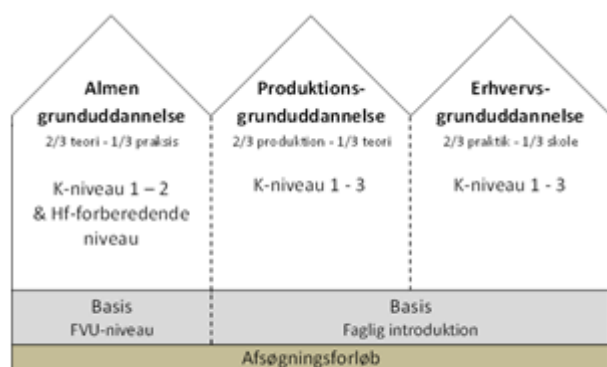 Almen
grunduddannelse
2/3 teori - 1/3 praksis
K-niveau 1 – 2
& Hf-forberedende
niveau
Produktions-
grunduddannelse
2/3 produktion - 1/3 teori
K-niveau 1 - 3
Erhvervs-
grunduddannelse
2/3 praktik - 1/3 skole
K-niveau 1 - 3
Basis
FVU-niveau
Basis
Faglig introduktion
Afsøgningsforløb